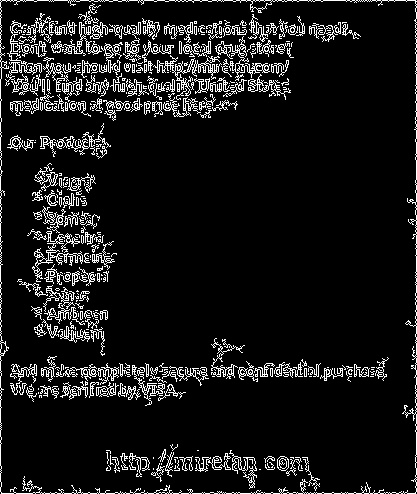 Can't find high-quality medications that you need?
Don't want to go to your local drug store?
Than you should visit http://miretan.com/
You'll find any high-quality United States
medication at good price here.
Our Products:
* Viagra
* Cialis
* Soma
* Levitra
* Propecia
* Xanax
* Ambien
* Valium
And make completely secure and confidential purchase.
We are verified by VISA.
http://miretan.com